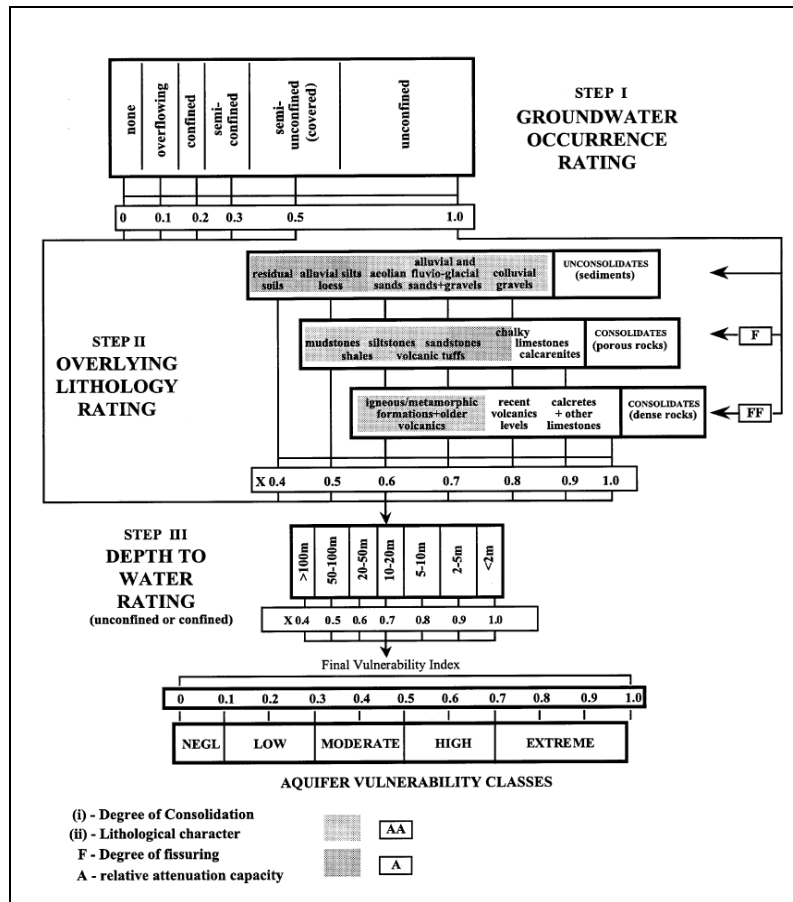 none
overflowing
confined
semi-
confined
semi-
unconfined
(covered)
unconfined
STEP I
GROUNDWATER
OCCURRENCE
RATING
0 0.1 0.2 0.3 0.5 1.0
residual
soils
alluvial silts
loess
aeolian
sands
alluvial and
fluvio-glacial
sands+gravels
colluvial
gravels
UNCONSOLIDATES
(sediments)
STEP II
OVERLYING
LITHOLOGY
RATING
mudstones siltstones sandstones
shales volcanic tuffs
chalky
limestones
calcarenites
CONSOLIDATES
(porous rocks)
F
igneous/metamorphic
formations+older
volcanics
recent
volcanics
levels
calcretes
+ other
limestones
CONSOLIDATES
(dense rocks)
FF
X 0.4 0.5 0.6 0.7 0.8 0.9 1.0
STEP III
DEPTH TO
WATER
RATING
(unconfined or confined)
>100m
50-100m
20-50m
10-20m
5-10m
2-5m
<2m
X 0.4 0.5 0.6 0.7 0.8 0.9 1.0
Final Vulnerability Index
0 0.1 0.2 0.3 0.4 0.5 0.6 0.7 0.8 0.9 1.0
NEGL LOW MODERATE HIGH EXTREME
AQUIFER VULNERABILITY CLASSES
(i) - Degree of Consolidation
(ii) - Lithological character
F - Degree of fissuring
A - relative attenuation capacity
AA
A